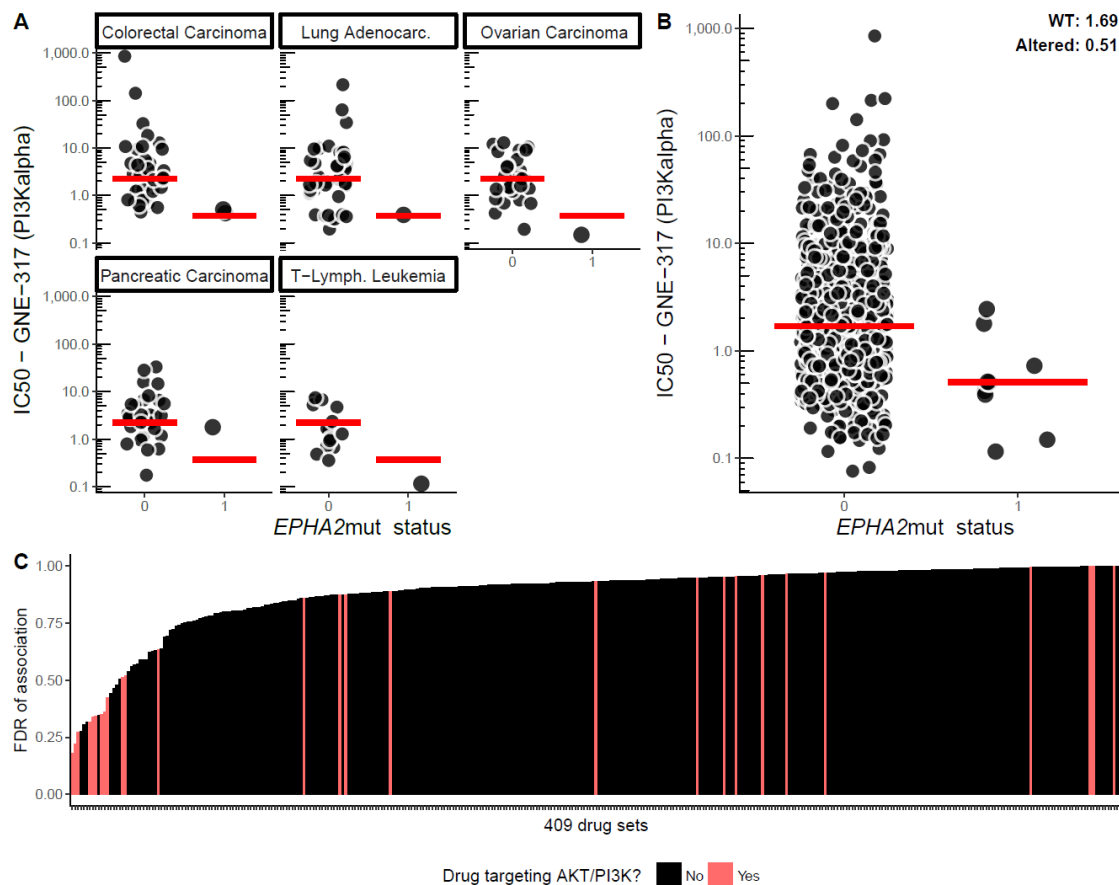 A
Colorectal Carcinoma
Lung Adenocarc.
Ovarian Carcinoma
IC50 − GNE−317 (PI3Kalpha)
1,000.0
100.0
10.0
1.0
0.1
0
1
Pancreatic Carcinoma
T−Lymph. Leukemia
1,000.0
100.0
10.0
1.0
0.1
0
1
0
1
EPHA2mut status
B
WT: 1.69
Altered: 0.51
IC50 − GNE−317 (PI3Kalpha)
1,000.0
100.0
10.0
1.0
0.1
0
1
EPHA2mut status
C
FDR of association
1.00
0.75
0.50
0.25
0.00
409 drug sets
Drug targeting AKT/PI3K? No Yes